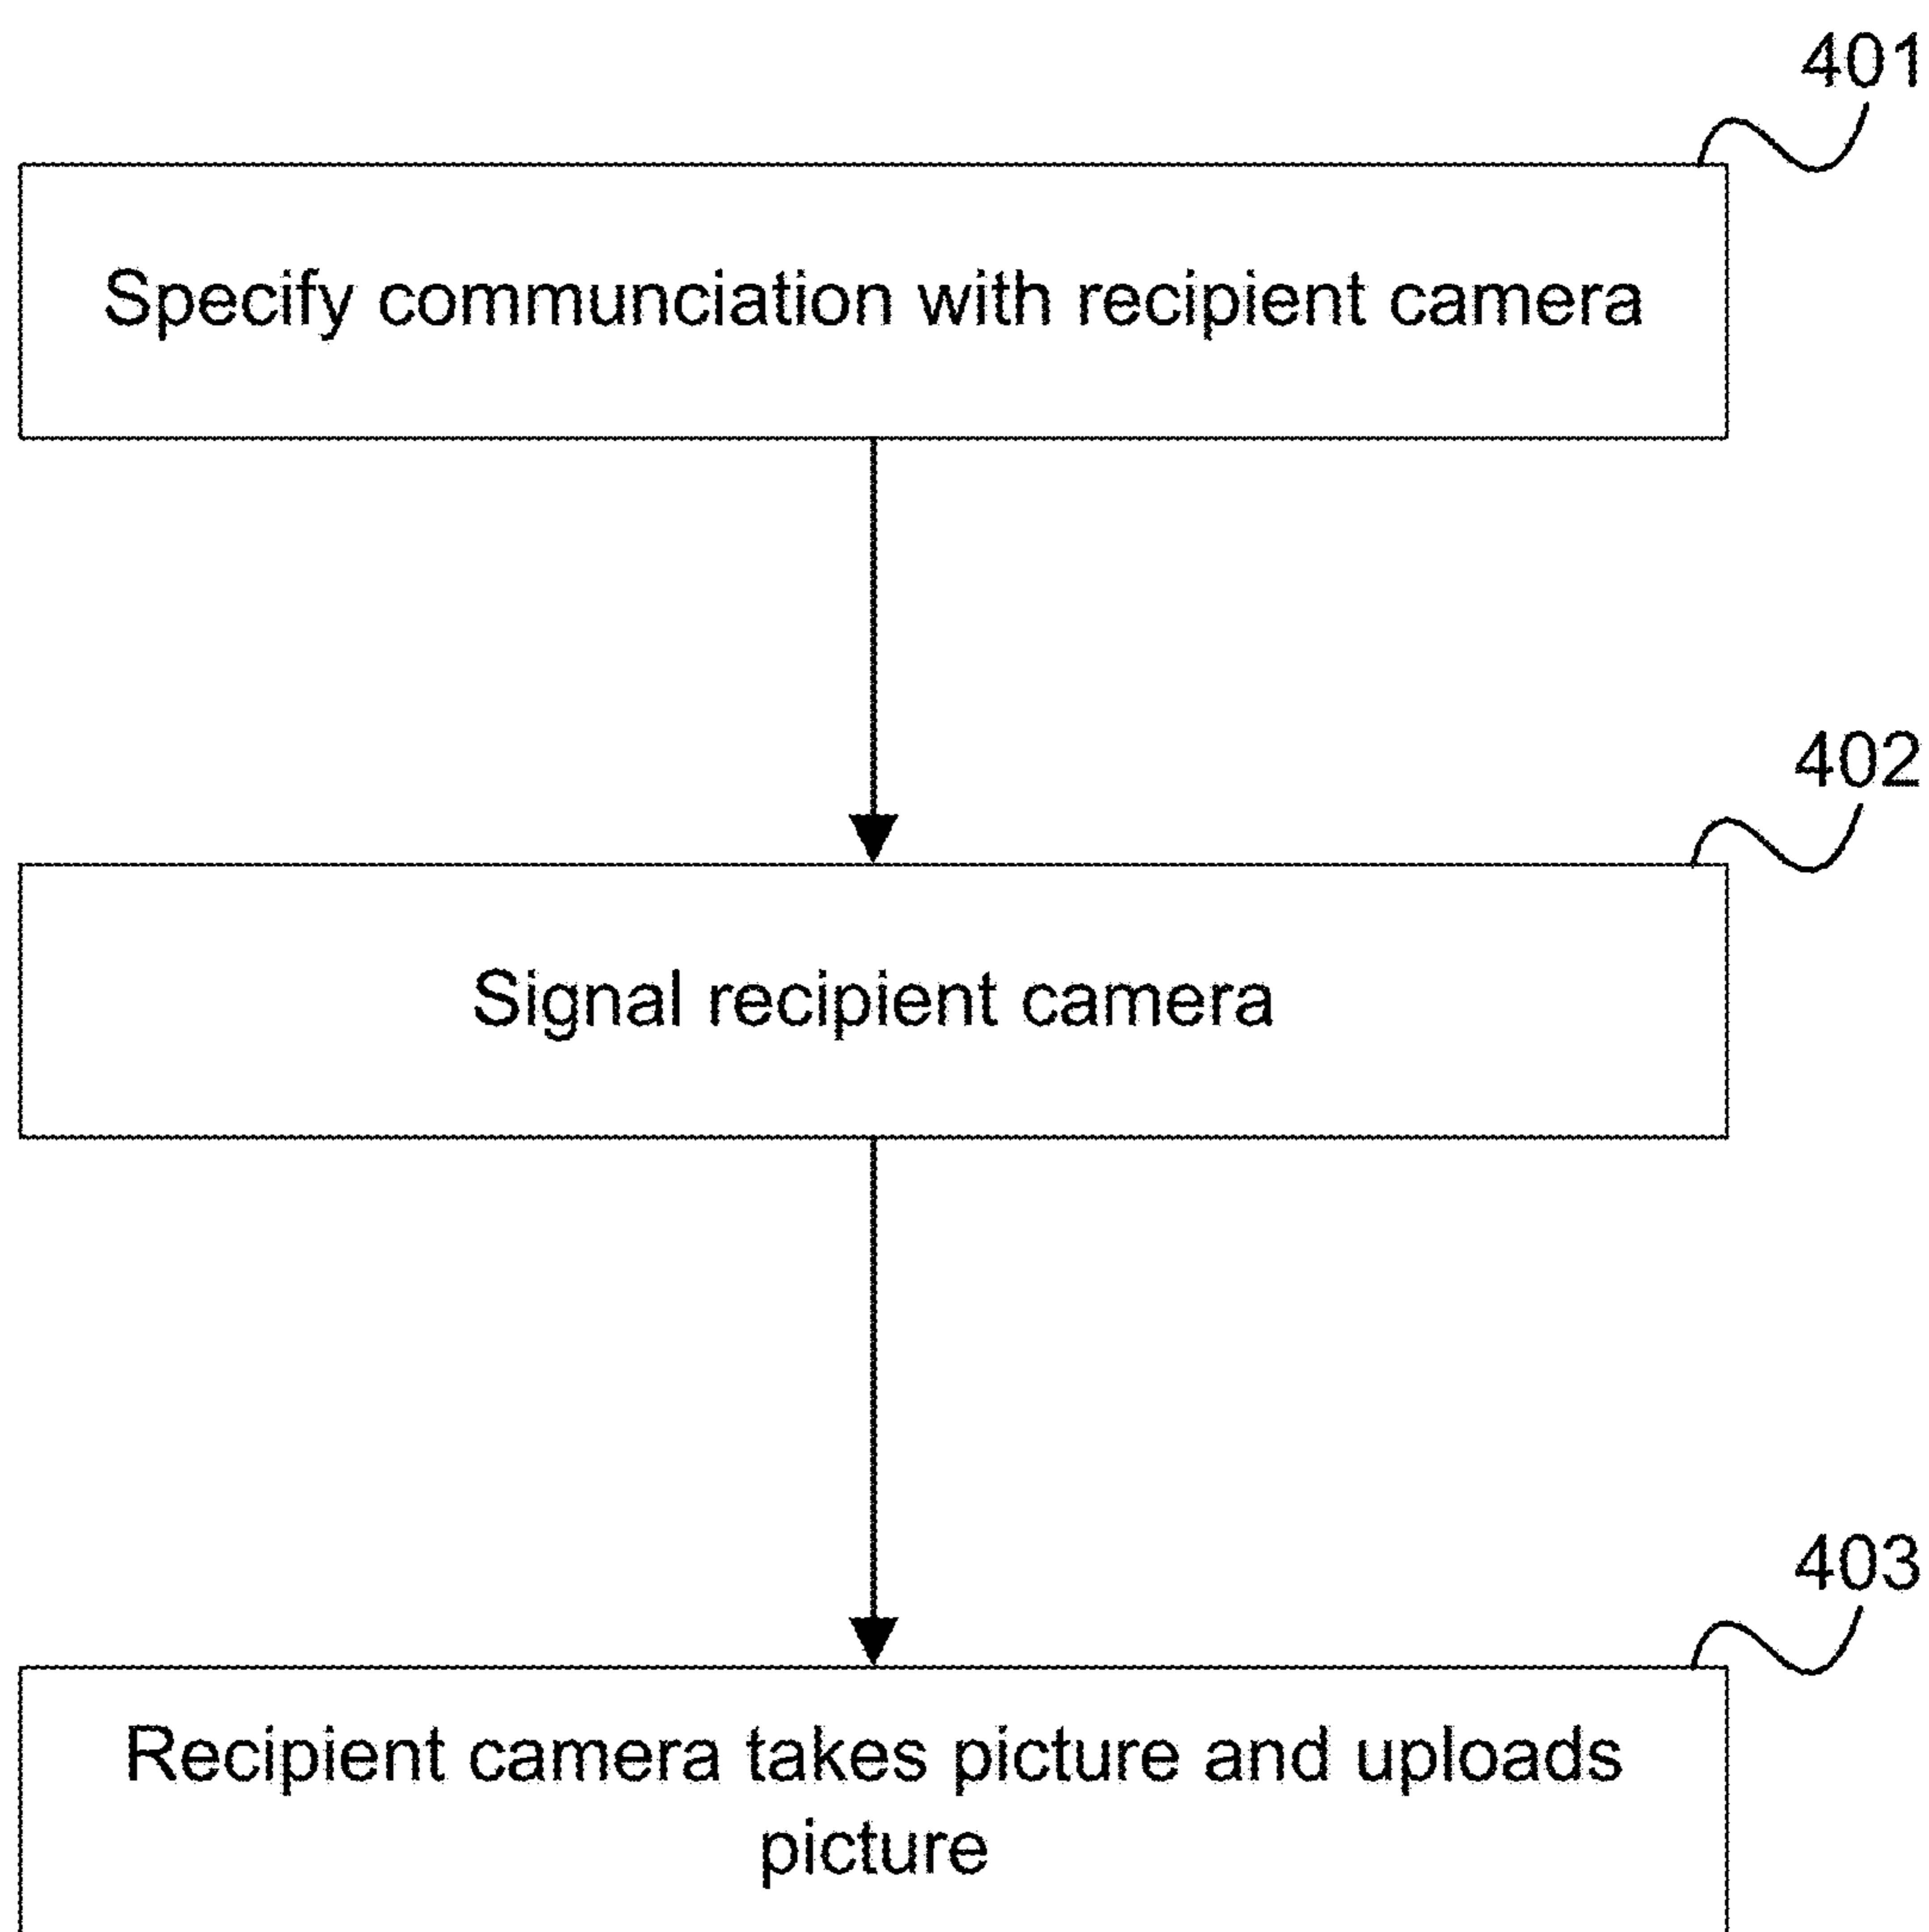 401
Specify communciation with recipient camera
402
Signal recipient camera
403
Recipient camera takes picture and uploads
picture